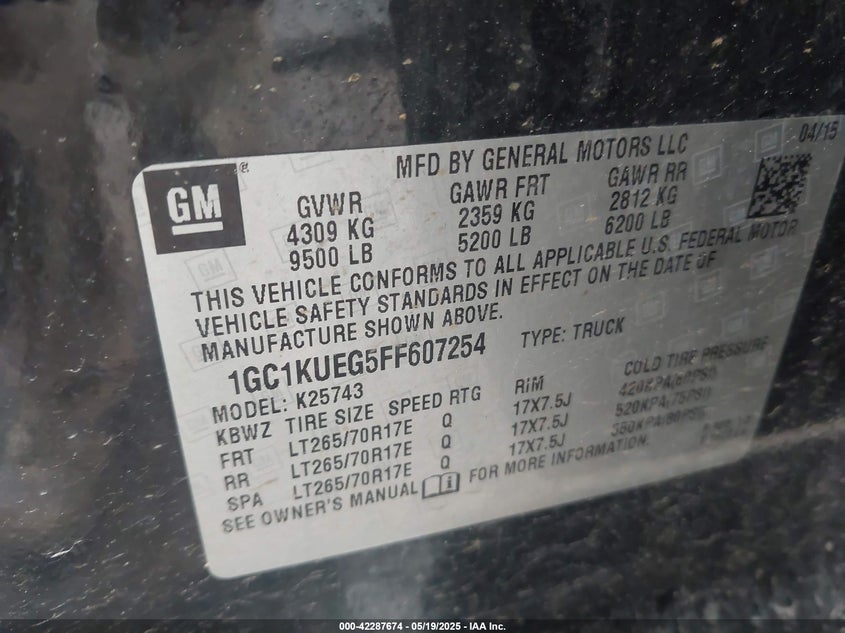 04/15
MFD BY GENERAL MOTORS LLC
GM ®
GVWR GAWR FRT GAWR RR
4309 KG 2359 KG 2812 KG
9500 LB 5200 LB 6200 LB
THIS VEHICLE CONFORMS TO ALL APPLICABLE U.S. FEDERAL MOTOR
VEHICLE SAFETY STANDARDS IN EFFECT ON THE DATE OF
MANUFACTURE SHOWN ABOVE.
1GC1KUEG5FF607254 TYPE: TRUCK
MODEL: K25743
KBWZ TIRE SIZE SPEED RTG RIM COLD TIRE PRESSURE
FRT LT265/70R17E Q 17X7.5J 420KPA(60PSI)
RR LT265/70R17E Q 17X7.5J 520KPA(75PSI)
SPA LT265/70R17E Q 17X7.5J
SEE OWNER'S MANUAL FOR MORE INFORMATION.
000-42287674 / 05/19/2025 - IAA Inc.